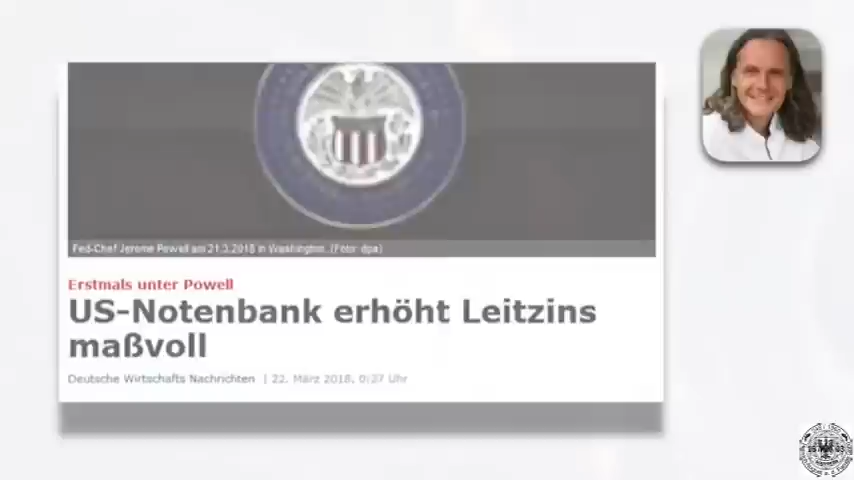 Fed-Chef Jerome Powell am 21.3.2018 in Washington. (Foto: dpa)
Erstmals unter Powell
US-Notenbank erhöht Leitzins
maßvoll
Deutsche Wirtschafts Nachrichten | 22. März 2018, 0:27 Uhr